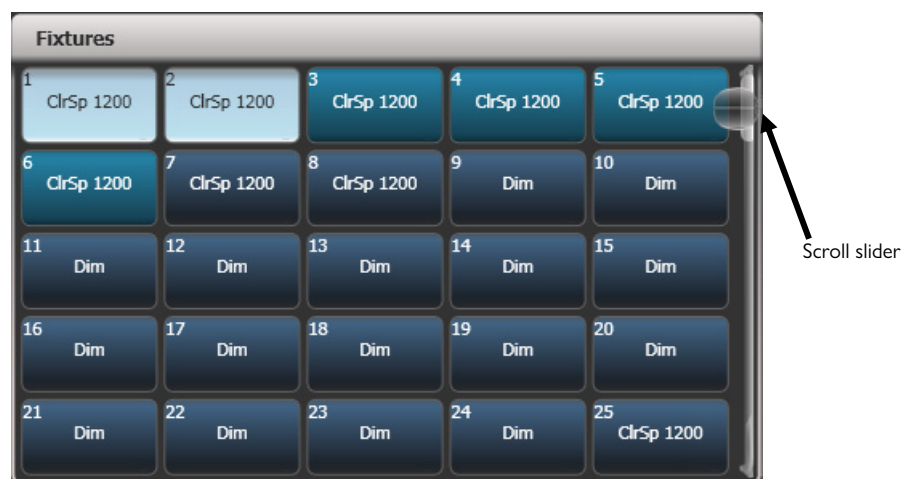 Fixtures
1 2 3 4 5
ClrSp 1200 ClrSp 1200 ClrSp 1200 ClrSp 1200 ClrSp 1200
6 7 8 9 10
ClrSp 1200 ClrSp 1200 ClrSp 1200 Dim Dim
Scroll slider
11 12 13 14 15
Dim Dim Dim Dim Dim
16 17 18 19 20
Dim Dim Dim Dim Dim
21 22 23 24 25
Dim Dim Dim Dim ClrSp 1200